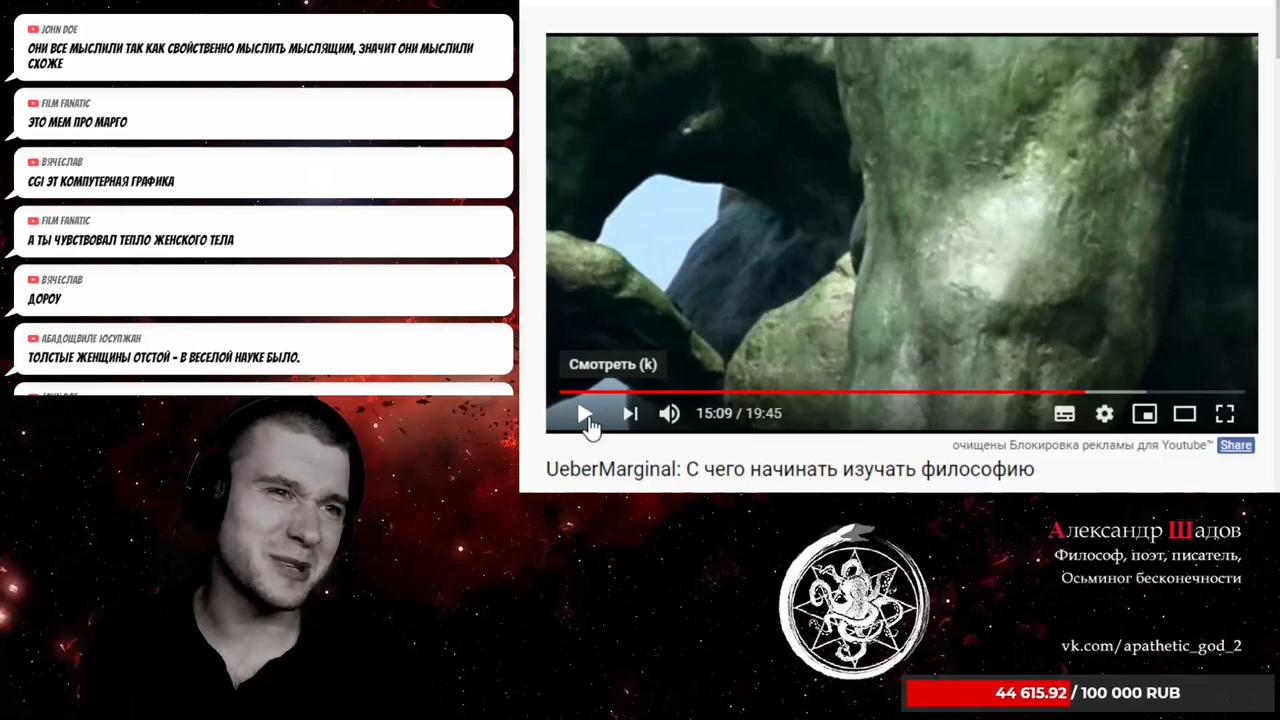 JOHN DOE
ОНИ ВСЕ МЫСЛИЛИ ТАК КАК СВОЙСТВЕННО МЫСЛИТЬ МЫСЛЯЩИМ, ЗНАЧИТ ОНИ МЫСЛИЛИ
СХОЖЕ
FILM FANATIC
ЭТО МЕМ ПРО МАРГО
ВЯЧЕСЛАВ
CGI ЭТ КОМПУТЕРНАЯ ГРАФИКА
FILM FANATIC
А ТЫ ЧУВСТВОВАЛ ТЕПЛО ЖЕНСКОГО ТЕЛА
ВЯЧЕСЛАВ
ДОРОУ
АБАДОЩВИЛЕ ЮСУПЖАН
ТОЛСТЫЕ ЖЕНЩИНЫ ОТСТОЙ - В ВЕСЕЛОЙ НАУКЕ БЫЛО.
Смотреть (k)
15:09 / 19:45
очищены Блокировка рекламы для Youtube™ Share
UeberMarginal: С чего начинать изучать философию
Александр Шадов
Философ, поэт, писатель,
Осьминог бесконечности
vk.com/apathetic_god_2
44 615.92 / 100 000 RUB